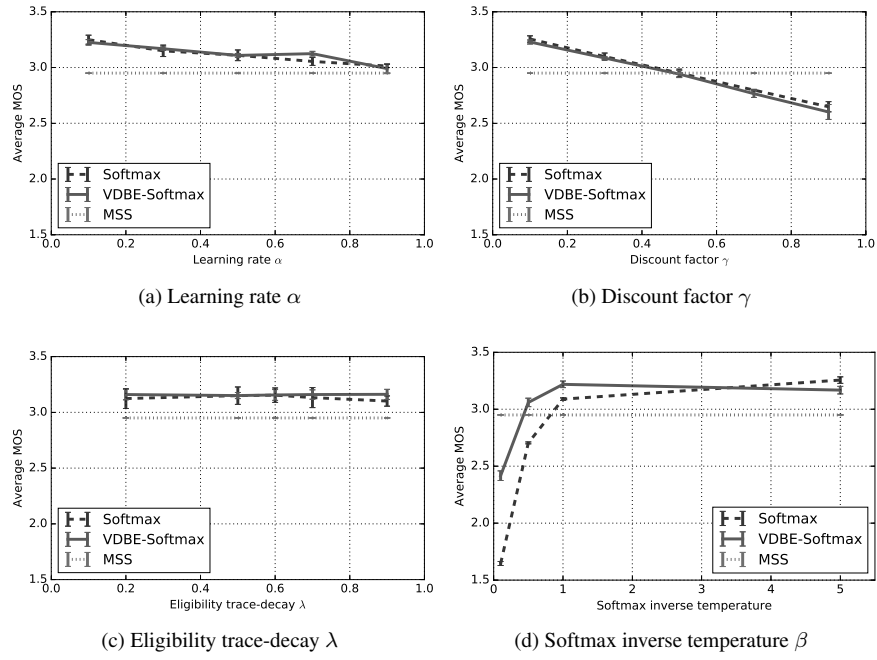 3.5
3.0
2.5
2.0
1.5
Average MOS
Softmax
VDBE-Softmax
MSS
0.0 0.2 0.4 0.6 0.8 1.0
Learning rate α
(a) Learning rate α
3.5
3.0
2.5
2.0
1.5
Average MOS
Softmax
VDBE-Softmax
MSS
0.0 0.2 0.4 0.6 0.8 1.0
Discount factor γ
(b) Discount factor γ
3.5
3.0
2.5
2.0
1.5
Average MOS
Softmax
VDBE-Softmax
MSS
0.0 0.2 0.4 0.6 0.8 1.0
Eligibility trace-decay λ
(c) Eligibility trace-decay λ
3.5
3.0
2.5
2.0
1.5
Average MOS
Softmax
VDBE-Softmax
MSS
0 1 2 3 4 5
Softmax inverse temperature
(d) Softmax inverse temperature β